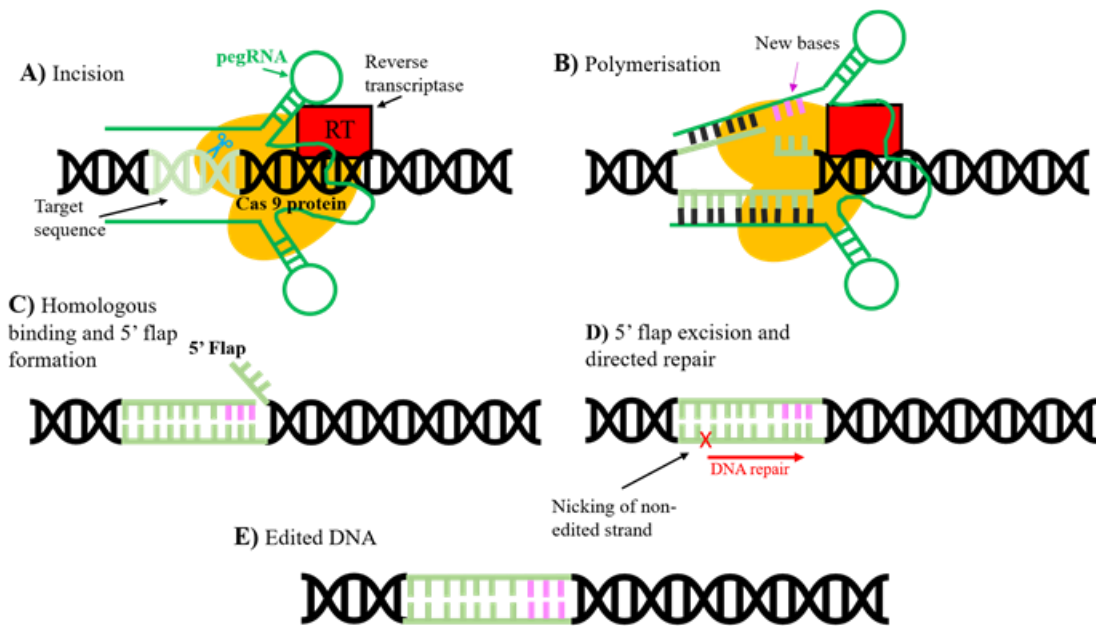 A) Incision
pegRNA
Reverse
transcriptase
RT
Target
sequence
Cas 9 protein
B) Polymerisation
New bases
C) Homologous
binding and 5’ flap
formation
5’ Flap
D) 5’ flap excision and
directed repair
X
DNA repair
Nicking of non-
edited strand
E) Edited DNA